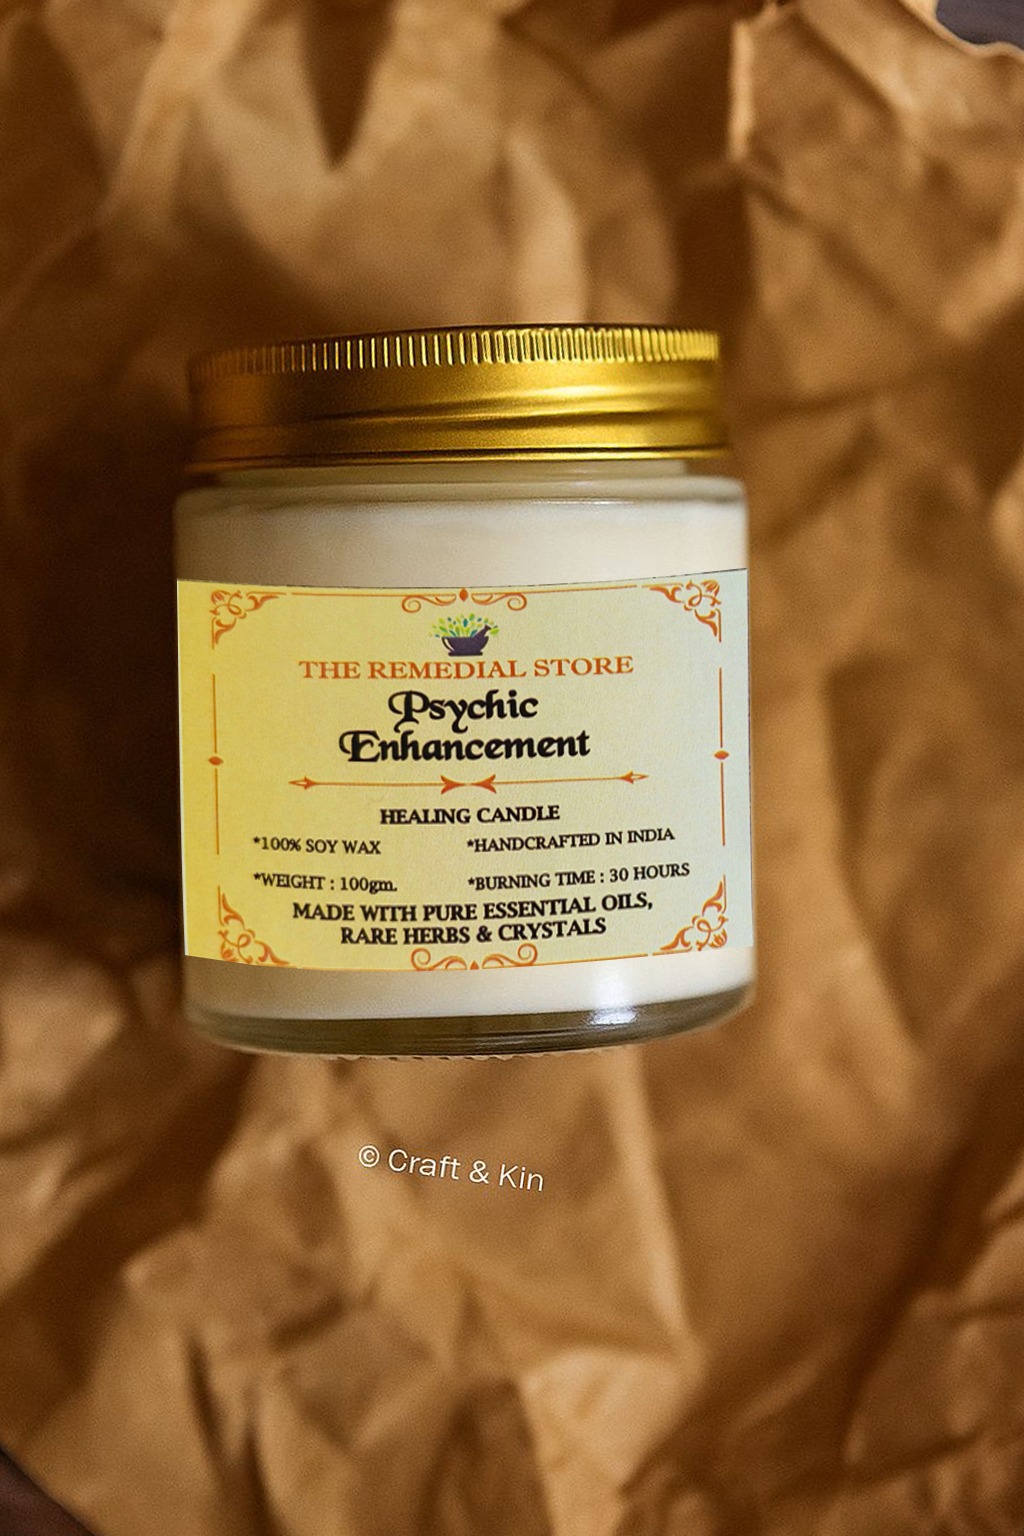 THE REMEDIAL STORE
Psychic
Enhancement
HEALING CANDLE
*100% SOY WAX *HANDCRAFTED IN INDIA
*WEIGHT : 100gm. *BURNING TIME : 30 HOURS
MADE WITH PURE ESSENTIAL OILS,
RARE HERBS & CRYSTALS
© Craft & Kin